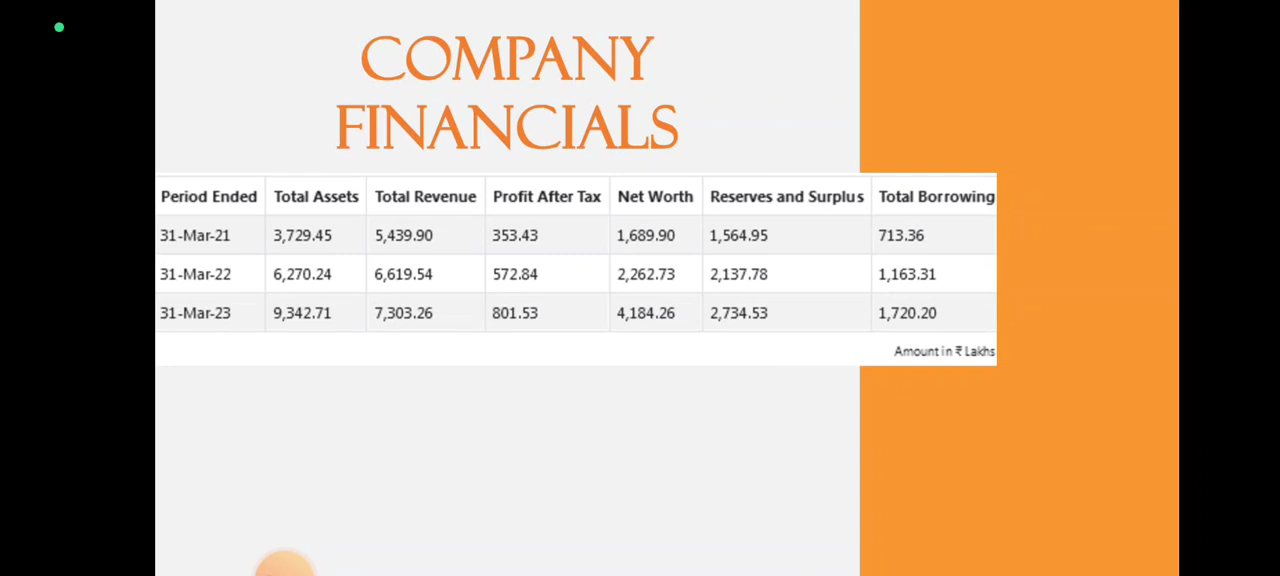 COMPANY
FINANCIALS
Period Ended Total Assets Total Revenue Profit After Tax Net Worth Reserves and Surplus Total Borrowing
31-Mar-21 3,729.45 5,439.90 353.43 1,689.90 1,564.95 713.36
31-Mar-22 6,270.24 6,619.54 572.84 2,262.73 2,137.78 1,163.31
31-Mar-23 9,342.71 7,303.26 801.53 4,184.26 2,734.53 1,720.20
Amount in ₹ Lakhs